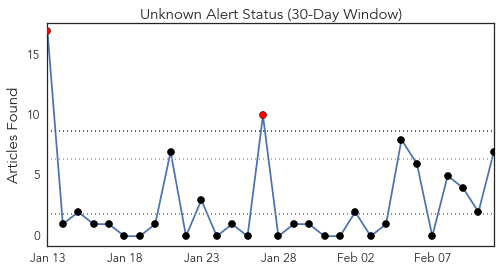 Unknown Alert Status (30-Day Window)
Articles Found
15
10
5
0
Jan 13 Jan 18 Jan 23 Jan 28 Feb 02 Feb 07